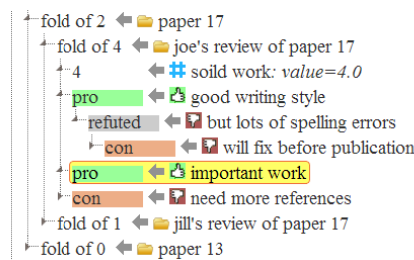 fold of 2 paper 17
fold of 4 joe's review of paper 17
4 soild work: value=4.0
pro good writing style
refuted but lots of spelling errors
con will fix before publication
pro important work
con need more references
fold of 1 jill's review of paper 17
fold of 0 paper 13